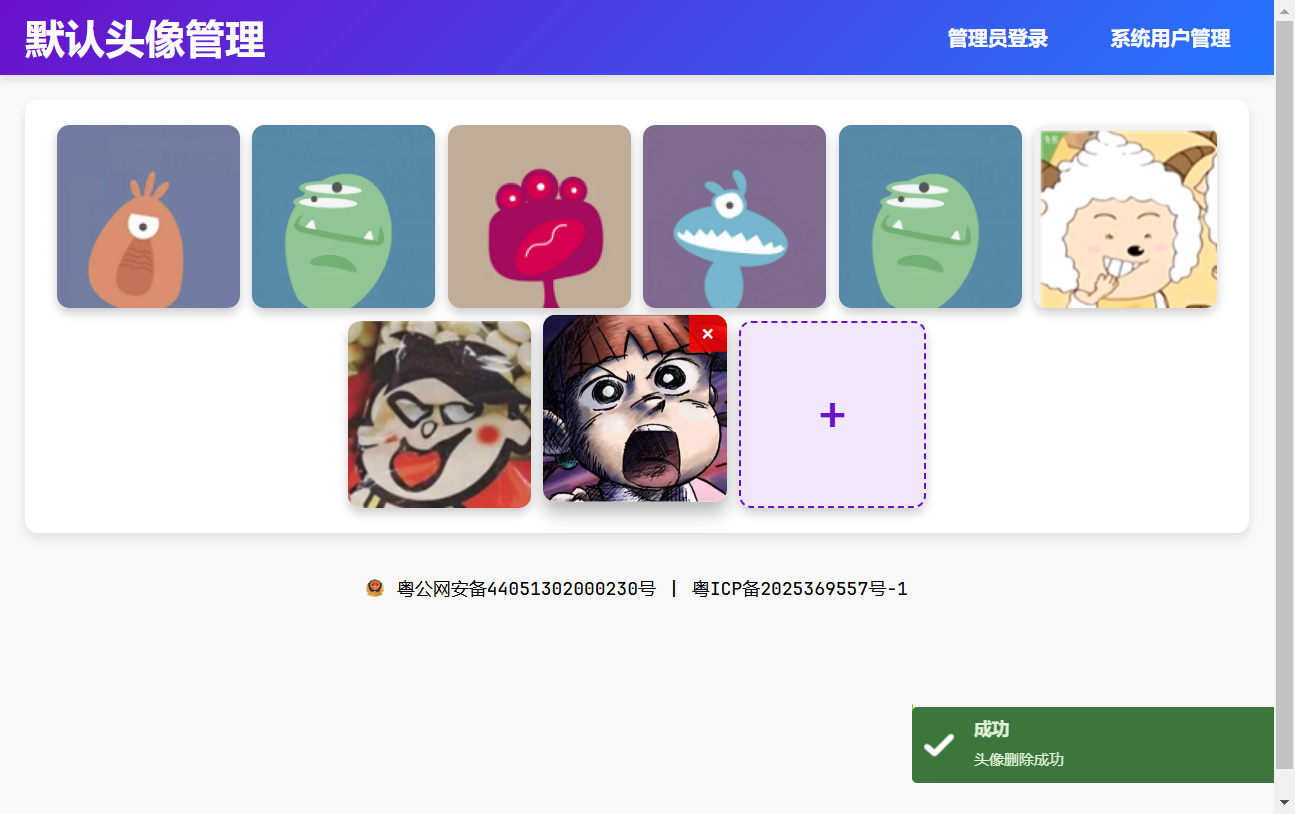 默认头像管理
管理员登录
系统用户管理
免照
×
+
粤公网安备44051302000230号 | 粤ICP备2025369557号-1
成功
头像删除成功